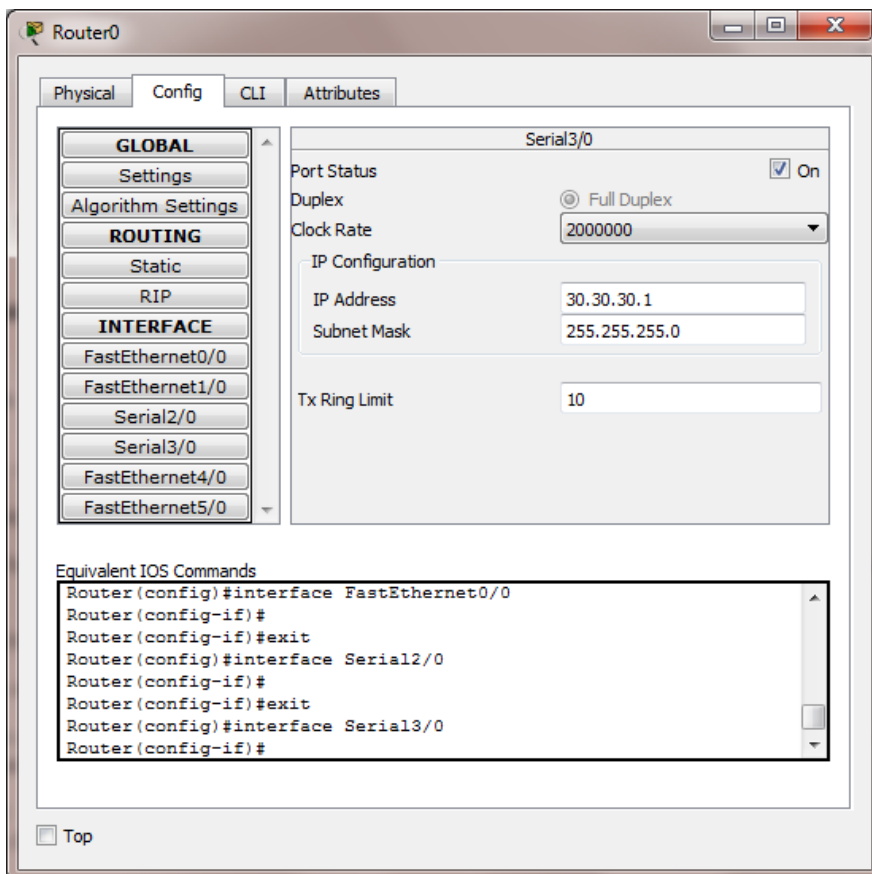 Router0
Physical Config CLI Attributes
GLOBAL
Settings
Algorithm Settings
ROUTING
Static
RIP
INTERFACE
FastEthernet0/0
FastEthernet1/0
Serial2/0
Serial3/0
FastEthernet4/0
FastEthernet5/0
Serial3/0
Port Status On
Duplex Full Duplex
Clock Rate 2000000
IP Configuration
IP Address 30.30.30.1
Subnet Mask 255.255.255.0
Tx Ring Limit 10
Equivalent IOS Commands
Router(config)#interface FastEthernet0/0
Router(config-if)#
Router(config-if)#exit
Router(config)#interface Serial2/0
Router(config-if)#
Router(config-if)#exit
Router(config)#interface Serial3/0
Router(config-if)#
Top